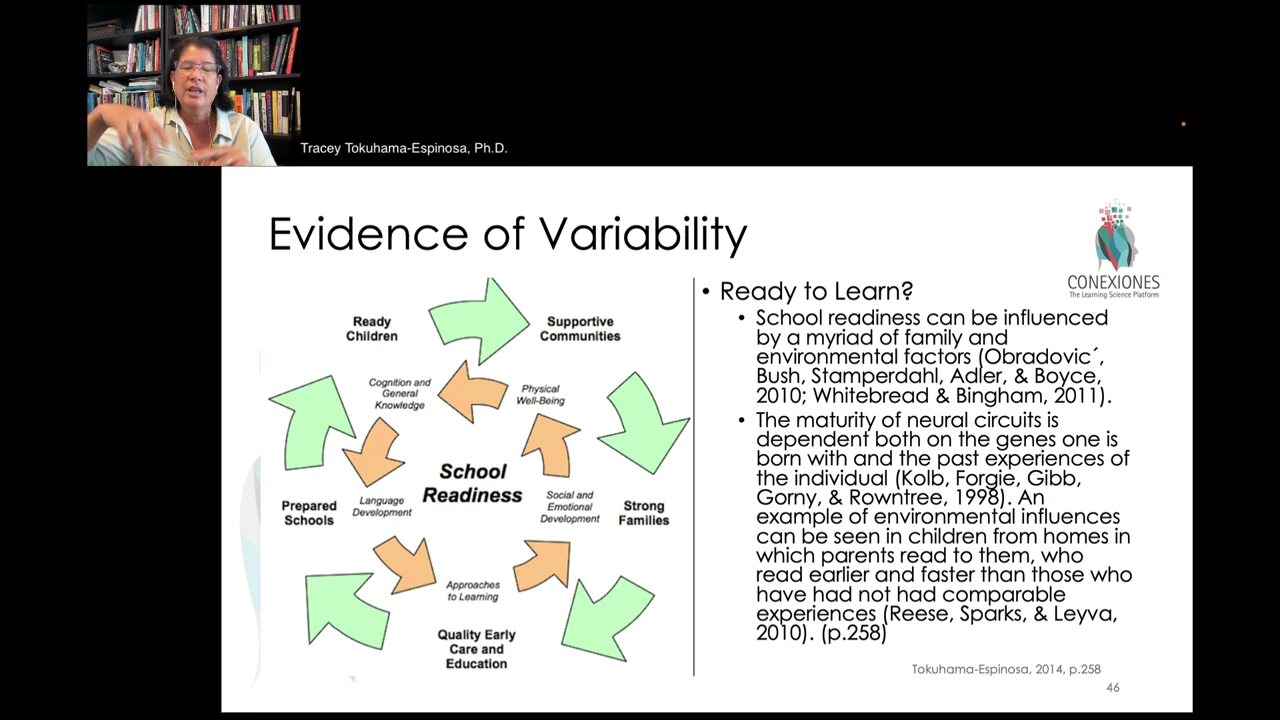 Tracey Tokuhama-Espinosa, Ph.D.
Evidence of Variability
CONEXIONES
The Learning Science Platform
Ready
Children
Supportive
Communities
Cognition and
General
Knowledge
Physical
Well-Being
School
Readiness
Prepared
Schools
Language
Development
Social and
Emotional
Development
Strong
Families
Approaches
to Learning
Quality Early
Care and
Education
• Ready to Learn?
• School readiness can be influenced
by a myriad of family and
environmental factors (Obradovic´,
Bush, Stamperdahl, Adler, & Boyce,
2010; Whitebread & Bingham, 2011).
• The maturity of neural circuits is
dependent both on the genes one is
born with and the past experiences of
the individual (Kolb, Forgie, Gibb,
Gorny, & Rowntree, 1998). An
example of environmental influences
can be seen in children from homes in
which parents read to them, who
read earlier and faster than those who
have had not had comparable
experiences (Reese, Sparks, & Leyva,
2010). (p.258)
Tokuhama-Espinosa, 2014, p.258
46